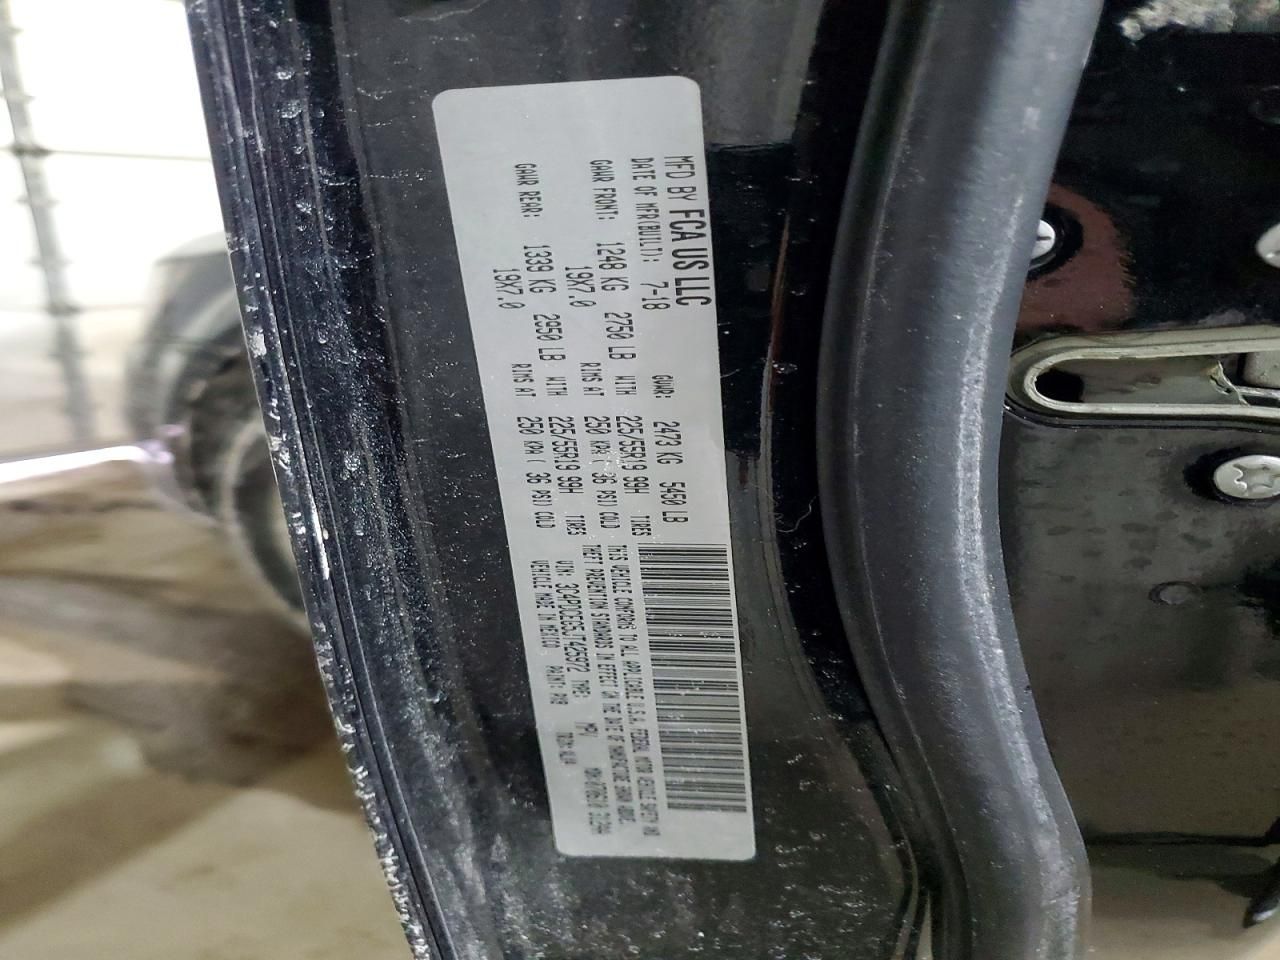 MFD BY FCA US LLC
DATE OF MFR(BUILT): 7-18 GVWR: 2473 KG 5450 LB
GAWR FRONT: 1248 KG 2750 LB WITH 225/55R19 99H TIRES
19X7.0 RIMS AT 250 KPA( 36 PSI) COLD
GAWR REAR: 1339 KG 2950 LB WITH 225/55R19 99H TIRES
19X7.0 RIMS AT 250 KPA( 36 PSI) COLD
THIS VEHICLE CONFORMS TO ALL APPLICABLE U.S.A. FEDERAL MOTOR VEHICLE SAFETY AND
THEFT PREVENTION STANDARDS IN EFFECT ON THE DATE OF MANUFACTURE SHOWN ABOVE.
VIN: TYPE: MPV
VEHICLE MADE IN MEXICO PAINT: TRIM: